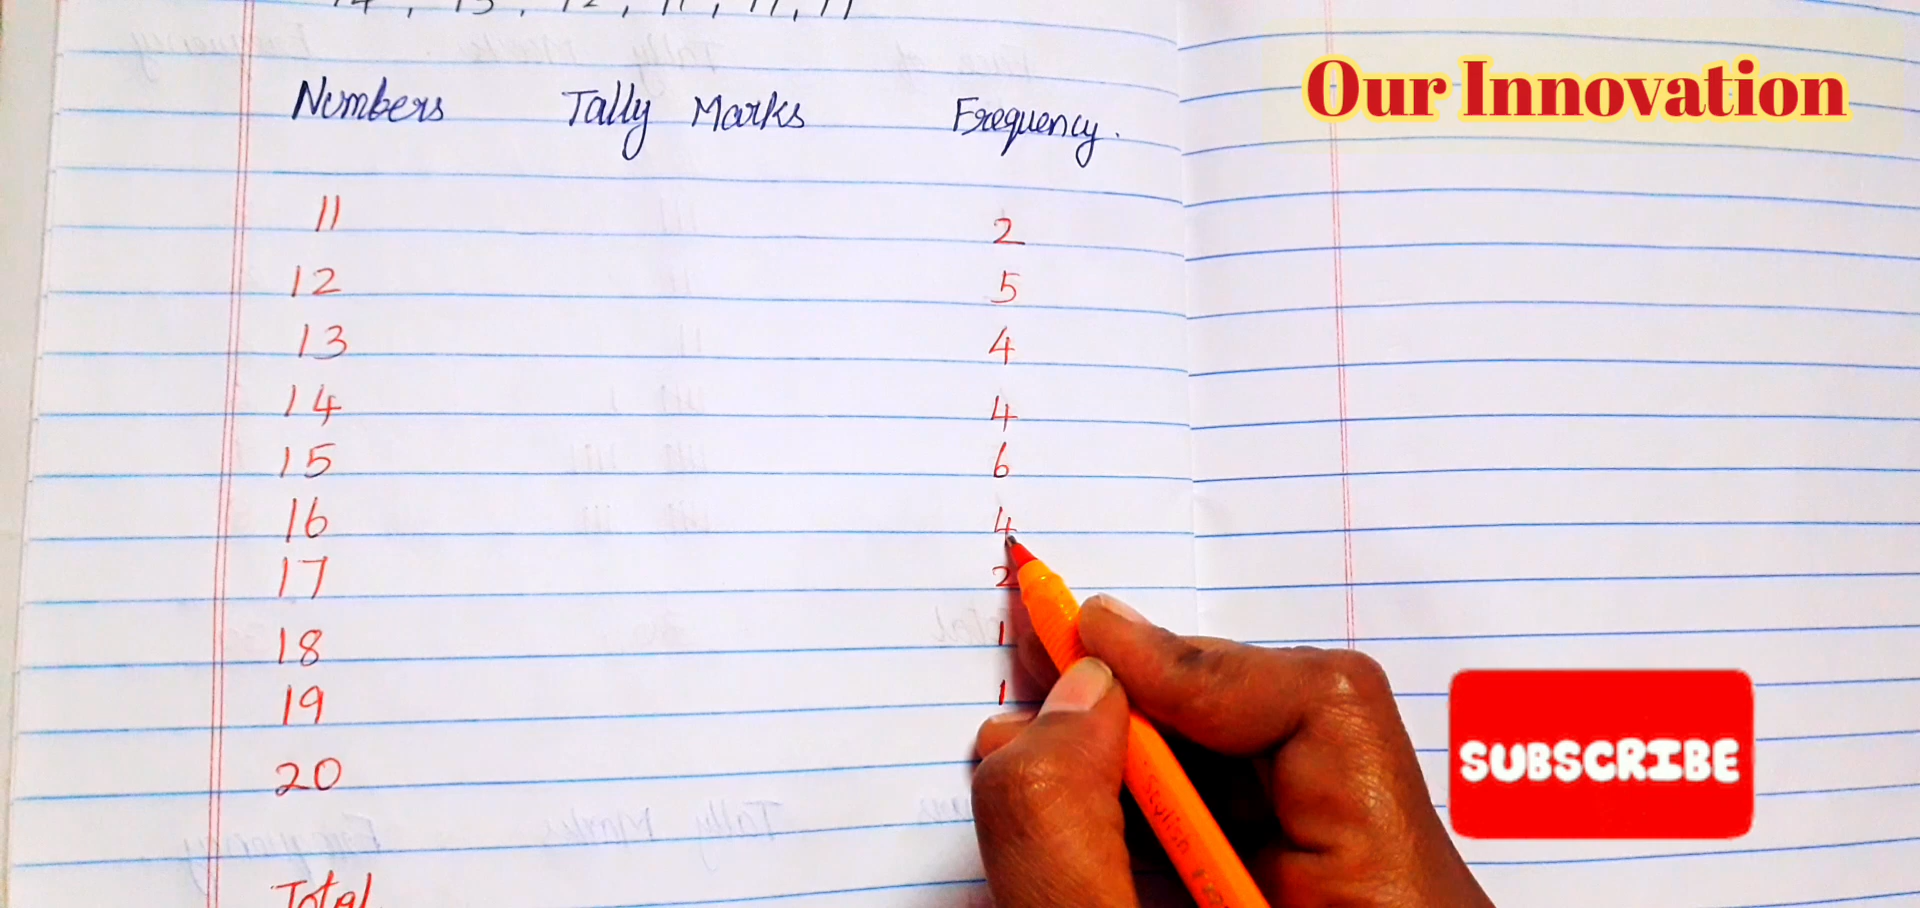 Our Innovation
Numbers Tally Marks Frequency.
11 2
12 5
13 4
14 4
15 6
16 4
17 2
18 1
19 1
20
Total
SUBSCRIBE